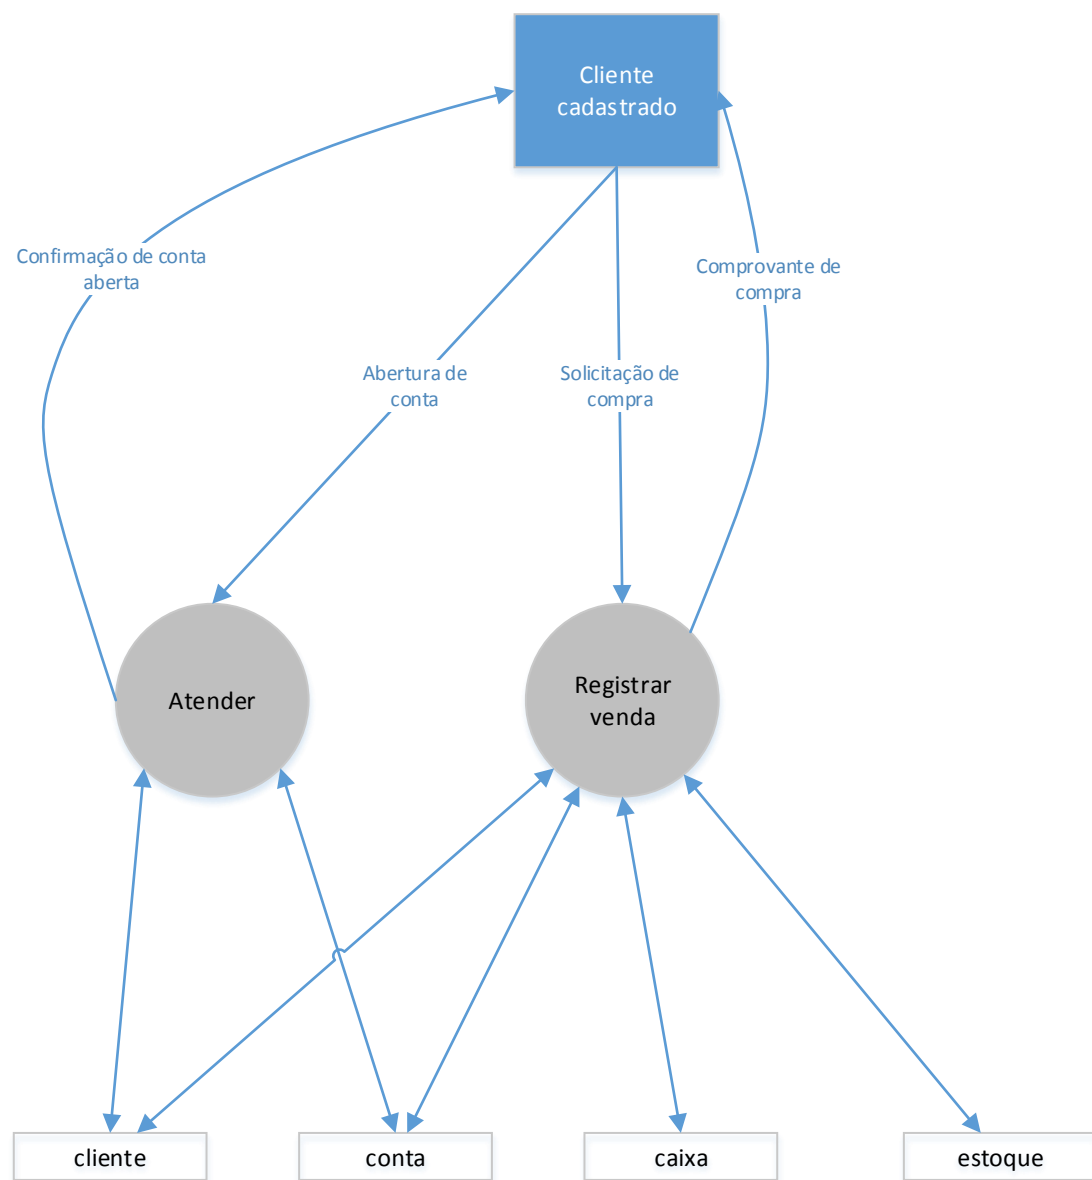 Cliente
cadastrado
Confirmação de conta
aberta
Comprovante de
compra
Abertura de
conta
Solicitação de
compra
Atender
Registrar
venda
cliente
conta
caixa
estoque